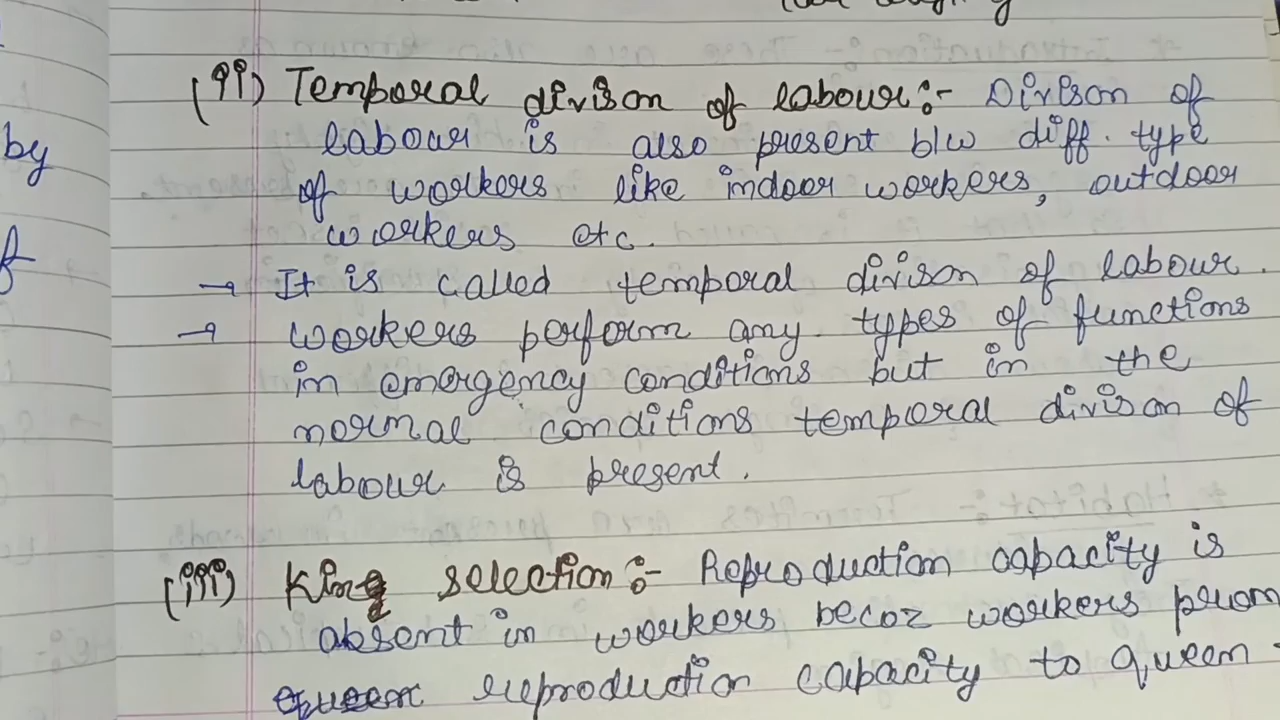 by
f
(ii) Temporal divison of labour:- Divison of
labour is also present b/w diff. type
of workers like indoor workers, outdoor
workers etc.
→ It is called temporal divison of labour.
→ workers perform any types of functions
in emergency conditions but in the
normal conditions temporal divison of
labour is present.
(iii) Kin selection:- Reproduction capacity is
absent in workers becoz workers prom
reproduction capacity to queen